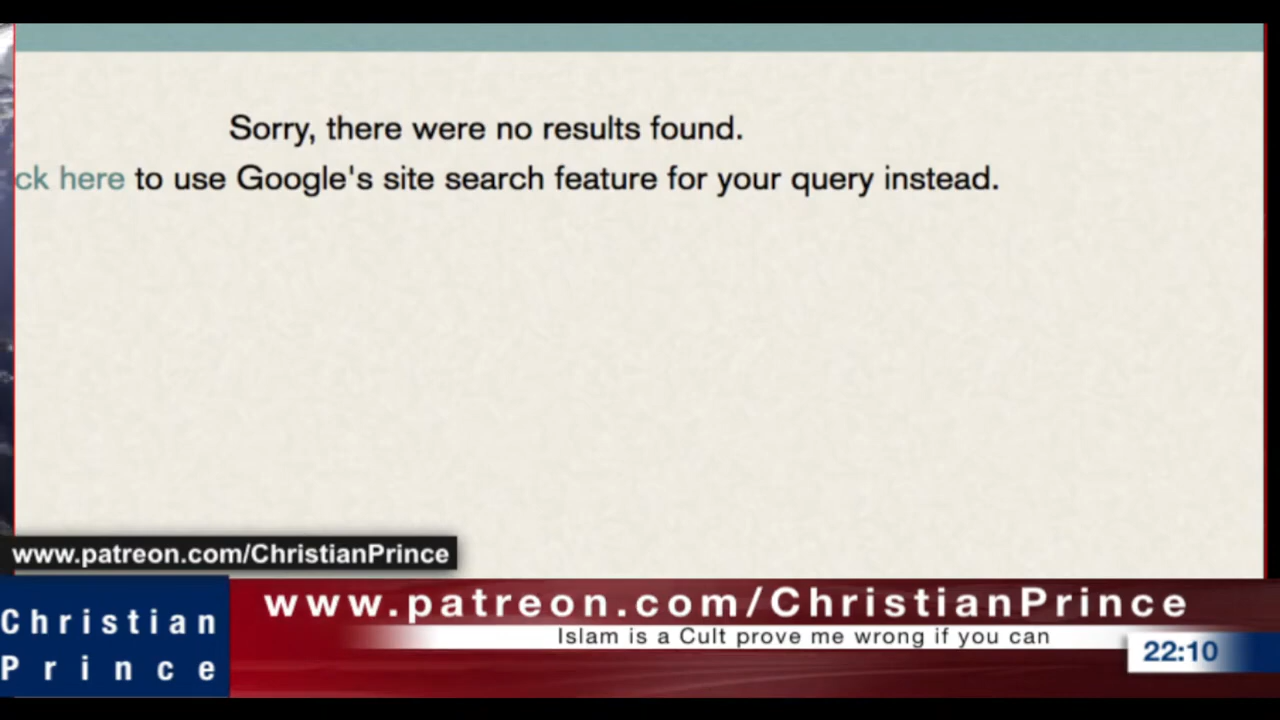 Sorry, there were no results found.
ck here to use Google's site search feature for your query instead.
www.patreon.com/ChristianPrince
Christian
Prince
www.patreon.com/ChristianPrince
Islam is a Cult prove me wrong if you can
22:10